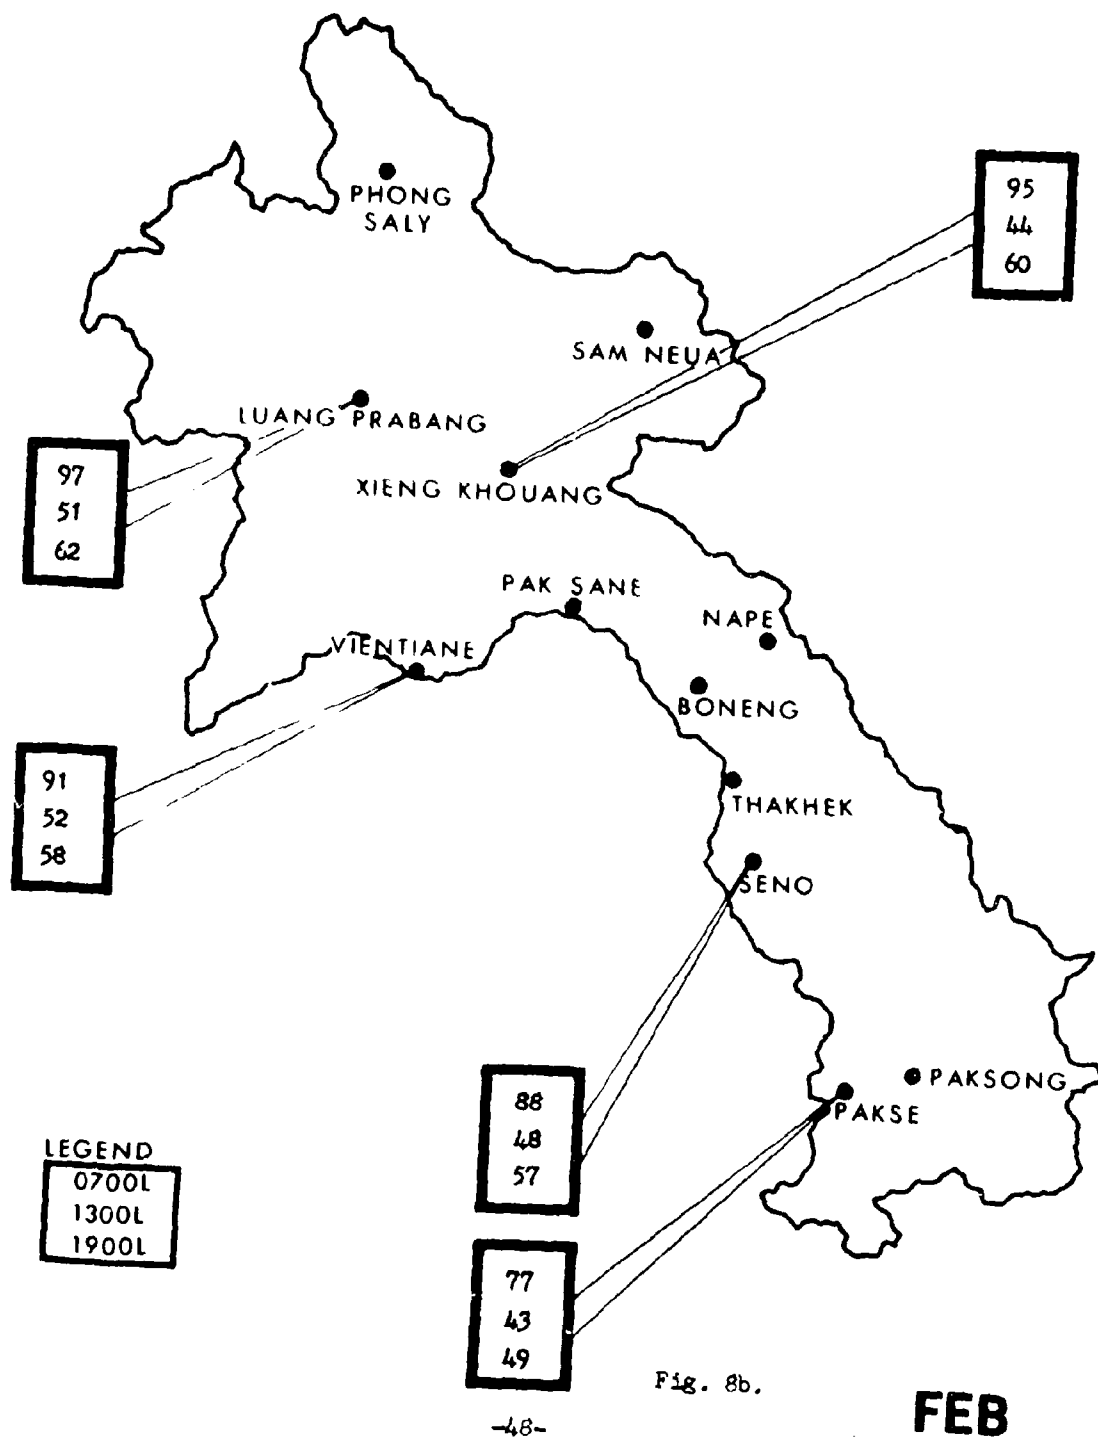 PHONG
SALY
95
44
60
SAM NEUA
LUANG PRABANG
97
51
62
XIENG KHOUANG
PAK SANE
NAPE
VIENTIANE
BONENG
91
52
58
THAKHEK
SENO
PAKSONG
PAKSE
88
48
57
LEGEND
0700L
1300L
1900L
77
43
49
Fig. 8b.
-48-
FEB